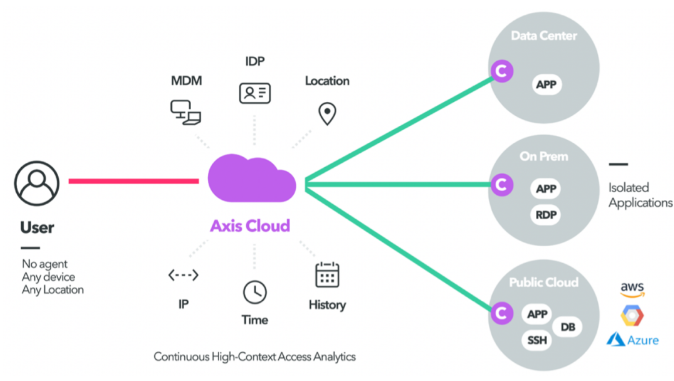 Data Center
C
APP
IDP
MDM
Location
On Prem
C
APP
RDP
Isolated
Applications
User
No agent
Any device
Any Location
Axis Cloud
IP
Time
History
Public Cloud
C
APP
DB
SSH
aws
Azure
Continuous High-Context Access Analytics